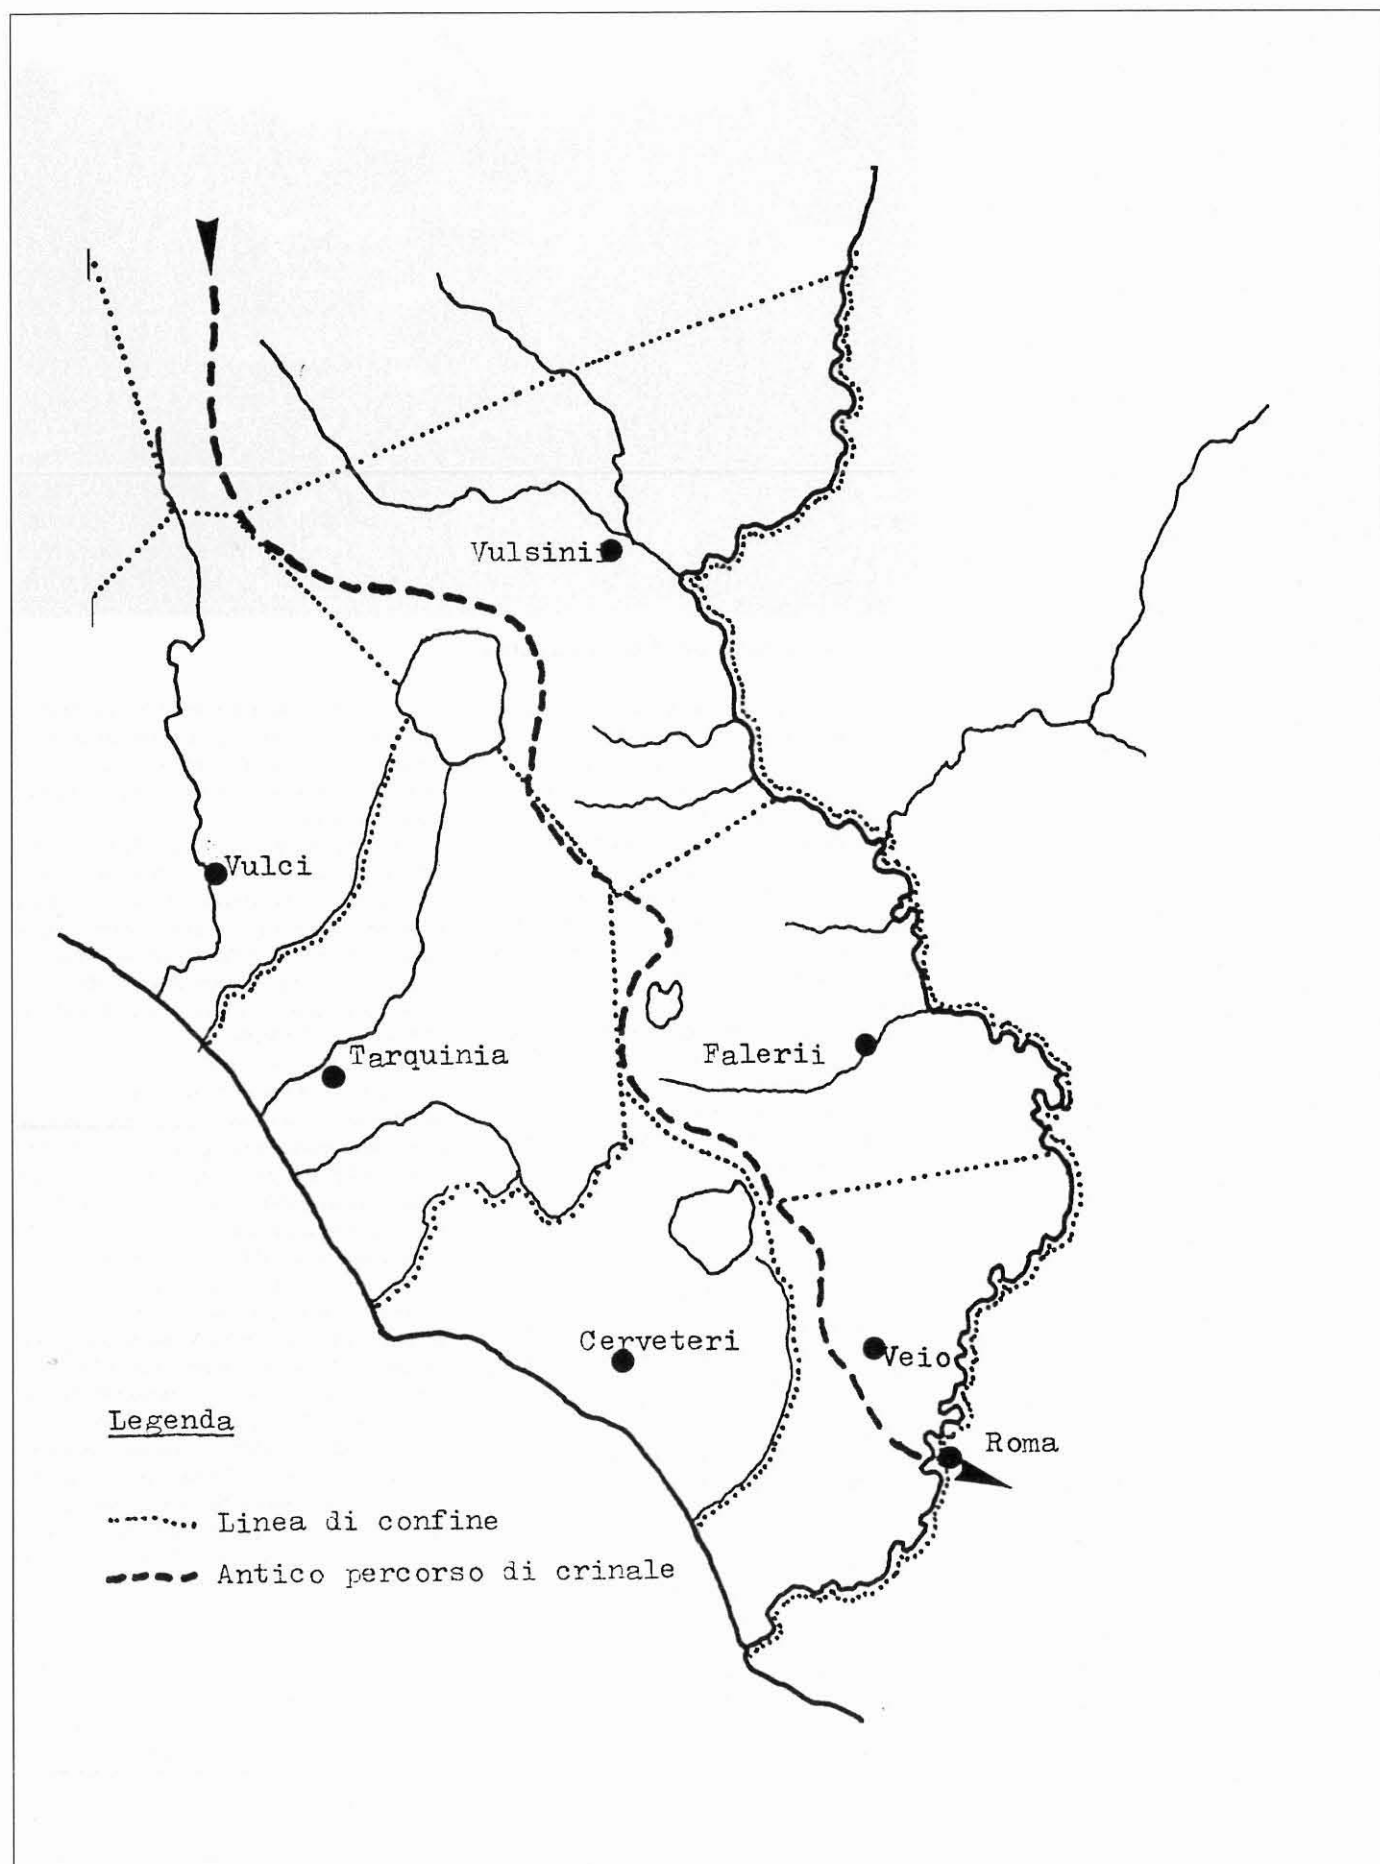 Vulsinii
Vulci
Tarquinia
Falerii
Cerveteri
Veio
Roma
Legenda
Linea di confine
Antico percorso di crinale